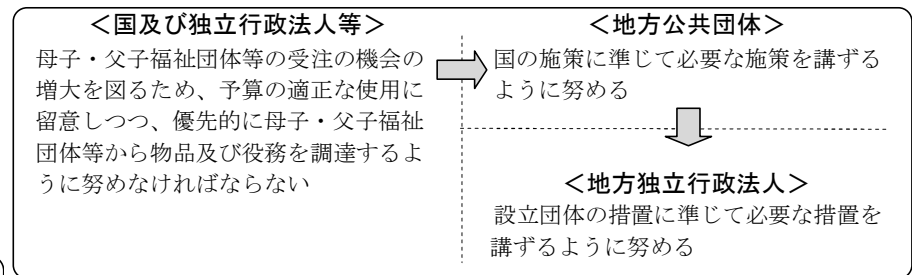 <国及び独立行政法人等>
母子・父子福祉団体等の受注の機会の
増大を図るため、予算の適正な使用に
留意しつつ、優先的に母子・父子福祉
団体等から物品及び役務を調達するよ
うに努めなければならない
<地方公共団体>
国の施策に準じて必要な施策を講ずる
ように努める
<地方独立行政法人>
設立団体の措置に準じて必要な措置を
講ずるように努める